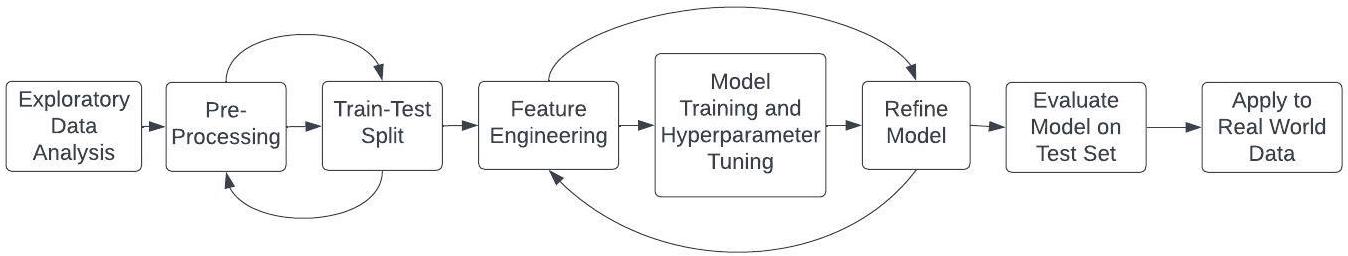 Exploratory
Data
Analysis
Pre-
Processing
Train-Test
Split
Feature
Engineering
Model
Training and
Hyperparameter
Tuning
Refine
Model
Evaluate
Model on
Test Set
Apply to
Real World
Data